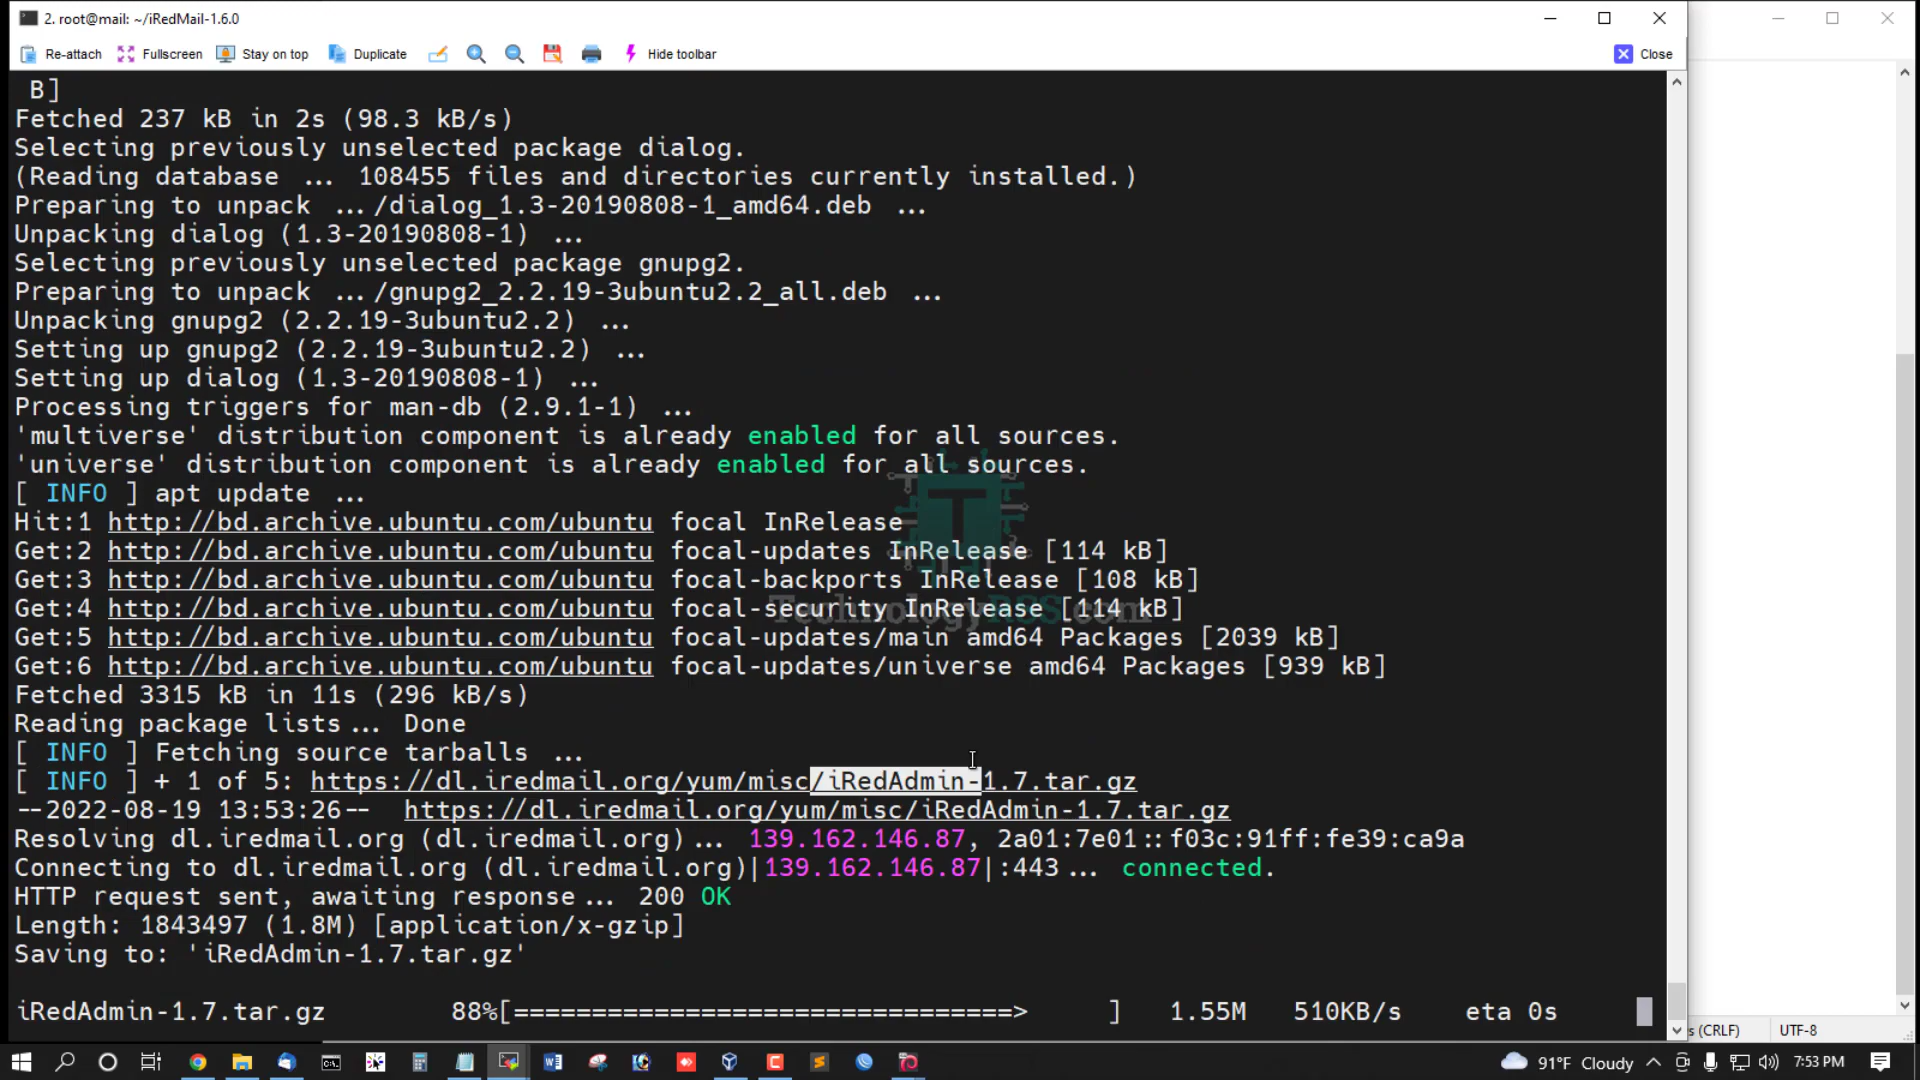 2. root@mail: ~/iRedMail-1.6.0
Re-attach Fullscreen Stay on top Duplicate Hide toolbar Close
B]
Fetched 237 kB in 2s (98.3 kB/s)
Selecting previously unselected package dialog.
(Reading database ... 108455 files and directories currently installed.)
Preparing to unpack .../dialog_1.3-20190808-1_amd64.deb ...
Unpacking dialog (1.3-20190808-1) ...
Selecting previously unselected package gnupg2.
Preparing to unpack .../gnupg2_2.2.19-3ubuntu2.2_all.deb ...
Unpacking gnupg2 (2.2.19-3ubuntu2.2) ...
Setting up gnupg2 (2.2.19-3ubuntu2.2) ...
Setting up dialog (1.3-20190808-1) ...
Processing triggers for man-db (2.9.1-1) ...
'multiverse' distribution component is already enabled for all sources.
'universe' distribution component is already enabled for all sources.
[ INFO ] apt update ...
Hit:1 http://bd.archive.ubuntu.com/ubuntu focal InRelease
Get:2 http://bd.archive.ubuntu.com/ubuntu focal-updates InRelease [114 kB]
Get:3 http://bd.archive.ubuntu.com/ubuntu focal-backports InRelease [108 kB]
Get:4 http://bd.archive.ubuntu.com/ubuntu focal-security InRelease [114 kB]
TechnologyRSS.com
Get:5 http://bd.archive.ubuntu.com/ubuntu focal-updates/main amd64 Packages [2039 kB]
Get:6 http://bd.archive.ubuntu.com/ubuntu focal-updates/universe amd64 Packages [939 kB]
Fetched 3315 kB in 11s (296 kB/s)
Reading package lists... Done
[ INFO ] Fetching source tarballs ...
[ INFO ] + 1 of 5: https://dl.iredmail.org/yum/misc/iRedAdmin-1.7.tar.gz
--2022-08-19 13:53:26-- https://dl.iredmail.org/yum/misc/iRedAdmin-1.7.tar.gz
Resolving dl.iredmail.org (dl.iredmail.org)... 139.162.146.87, 2a01:7e01::f03c:91ff:fe39:ca9a
Connecting to dl.iredmail.org (dl.iredmail.org)|139.162.146.87|:443... connected.
HTTP request sent, awaiting response... 200 OK
Length: 1843497 (1.8M) [application/x-gzip]
Saving to: 'iRedAdmin-1.7.tar.gz'
iRedAdmin-1.7.tar.gz 88%[================================> ] 1.55M 510KB/s eta 0s
s (CRLF) UTF-8
91°F Cloudy 7:53 PM